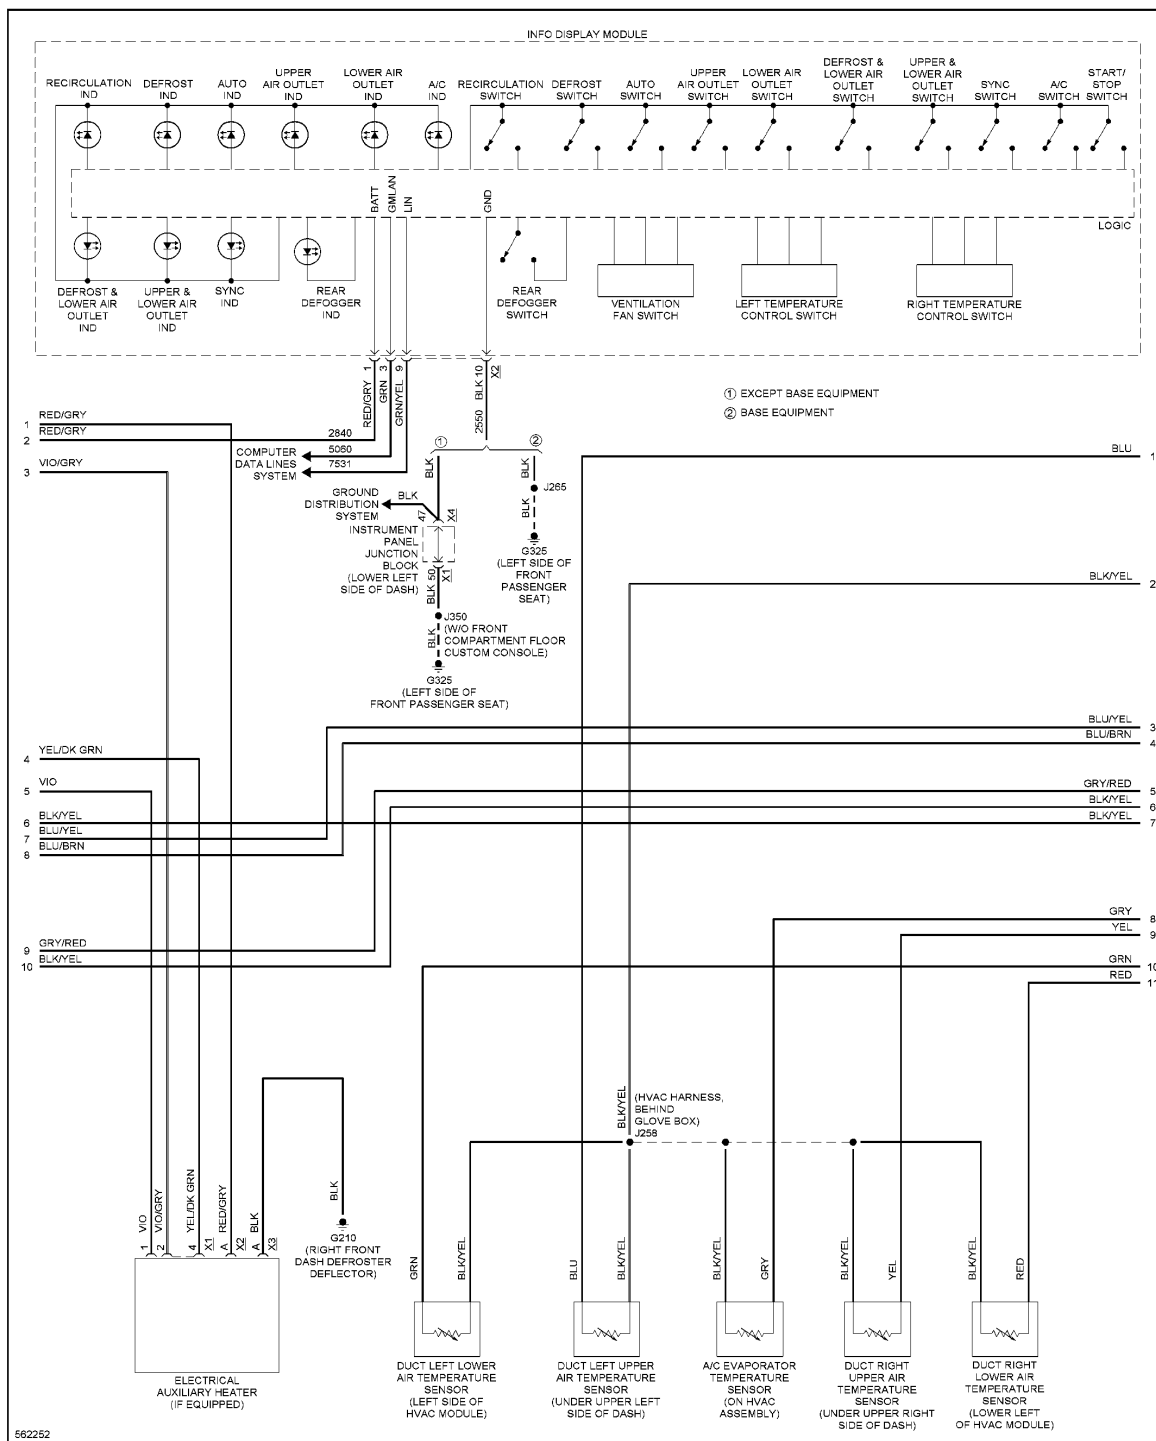 INFO DISPLAY MODULE
RECIRCULATION
IND
DEFROST
IND
AUTO
IND
UPPER
AIR OUTLET
IND
LOWER AIR
OUTLET
IND
A/C
IND
RECIRCULATION
SWITCH
DEFROST
SWITCH
AUTO
SWITCH
UPPER
AIR OUTLET
SWITCH
LOWER AIR
OUTLET
SWITCH
DEFROST &
LOWER AIR
OUTLET
SWITCH
UPPER &
LOWER AIR
OUTLET
SWITCH
SYNC
SWITCH
A/C
SWITCH
START/
STOP
SWITCH
BATT
GMLAN
LIN
GND
LOGIC
DEFROST &
LOWER AIR
OUTLET
IND
UPPER &
LOWER AIR
OUTLET
IND
SYNC
IND
REAR
DEFOGGER
IND
REAR
DEFOGGER
SWITCH
VENTILATION
FAN SWITCH
LEFT TEMPERATURE
CONTROL SWITCH
RIGHT TEMPERATURE
CONTROL SWITCH
1
3
9
10
X2
RED/GRY
GRN
GRN/YEL
BLK
2550
1 EXCEPT BASE EQUIPMENT
2 BASE EQUIPMENT
1 RED/GRY
2 RED/GRY
2840
5060
7531
COMPUTER
DATA LINES
SYSTEM
3 VIO/GRY
1
2
BLK
BLK
J265
BLK
G325
(LEFT SIDE OF
FRONT
PASSENGER
SEAT)
GROUND
DISTRIBUTION
SYSTEM
BLK
47
X4
INSTRUMENT
PANEL
JUNCTION
BLOCK
(LOWER LEFT
SIDE OF DASH)
BLK 50
X1
J350
(W/O FRONT
COMPARTMENT FLOOR
CUSTOM CONSOLE)
BLK
G325
(LEFT SIDE OF
FRONT PASSENGER SEAT)
BLU 1
BLK/YEL 2
BLU/YEL 3
BLU/BRN 4
4 YEL/DK GRN
5 VIO
6 BLK/YEL
7 BLU/YEL
8 BLU/BRN
GRY/RED 5
BLK/YEL 6
BLK/YEL 7
9 GRY/RED
10 BLK/YEL
GRY 8
YEL 9
GRN 10
RED 11
BLK/YEL
(HVAC HARNESS,
BEHIND
GLOVE BOX)
J258
VIO
VIO/GRY
YEL/DK GRN
RED/GRY
BLK
BLK
1
2
4
X1
A
X2
A
X3
G210
(RIGHT FRONT
DASH DEFROSTER
DEFLECTOR)
GRN
BLK/YEL
BLU
BLK/YEL
BLK/YEL
GRY
BLK/YEL
YEL
BLK/YEL
RED
ELECTRICAL
AUXILIARY HEATER
(IF EQUIPPED)
DUCT LEFT LOWER
AIR TEMPERATURE
SENSOR
(LEFT SIDE OF
HVAC MODULE)
DUCT LEFT UPPER
AIR TEMPERATURE
SENSOR
(UNDER UPPER LEFT
SIDE OF DASH)
A/C EVAPORATOR
TEMPERATURE
SENSOR
(ON HVAC
ASSEMBLY)
DUCT RIGHT
UPPER AIR
TEMPERATURE
SENSOR
(UNDER UPPER RIGHT
SIDE OF DASH)
DUCT RIGHT
LOWER AIR
TEMPERATURE
SENSOR
(LOWER LEFT
OF HVAC MODULE)
562252